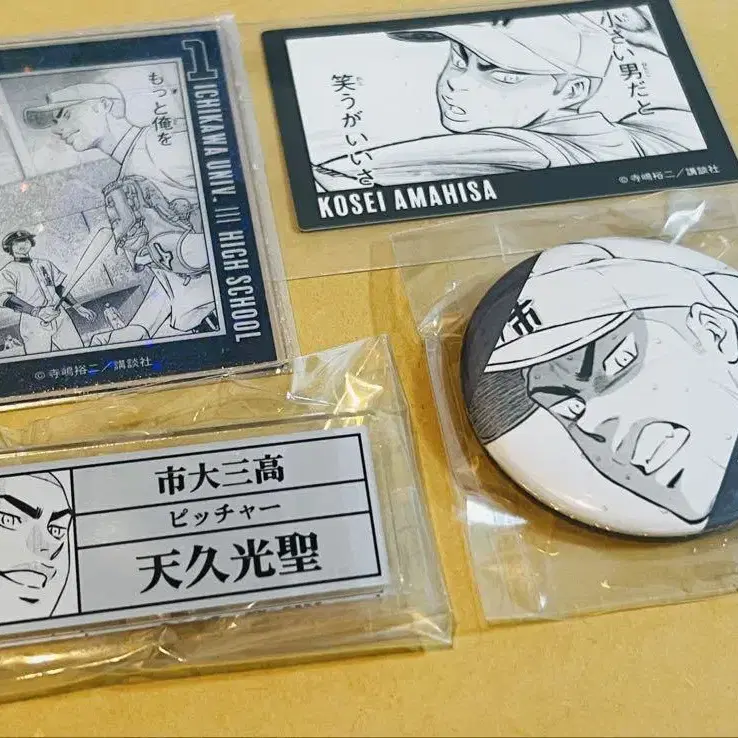 1
ICHIKAWA UNIV. /// HIGH SCHOOL
もっと俺を
©寺嶋裕二/講談社
小さい男だと
笑うがいいさ
©寺嶋裕二/講談社
KOSEI AMAHISA
市
市大三高
ピッチャー
天久光聖